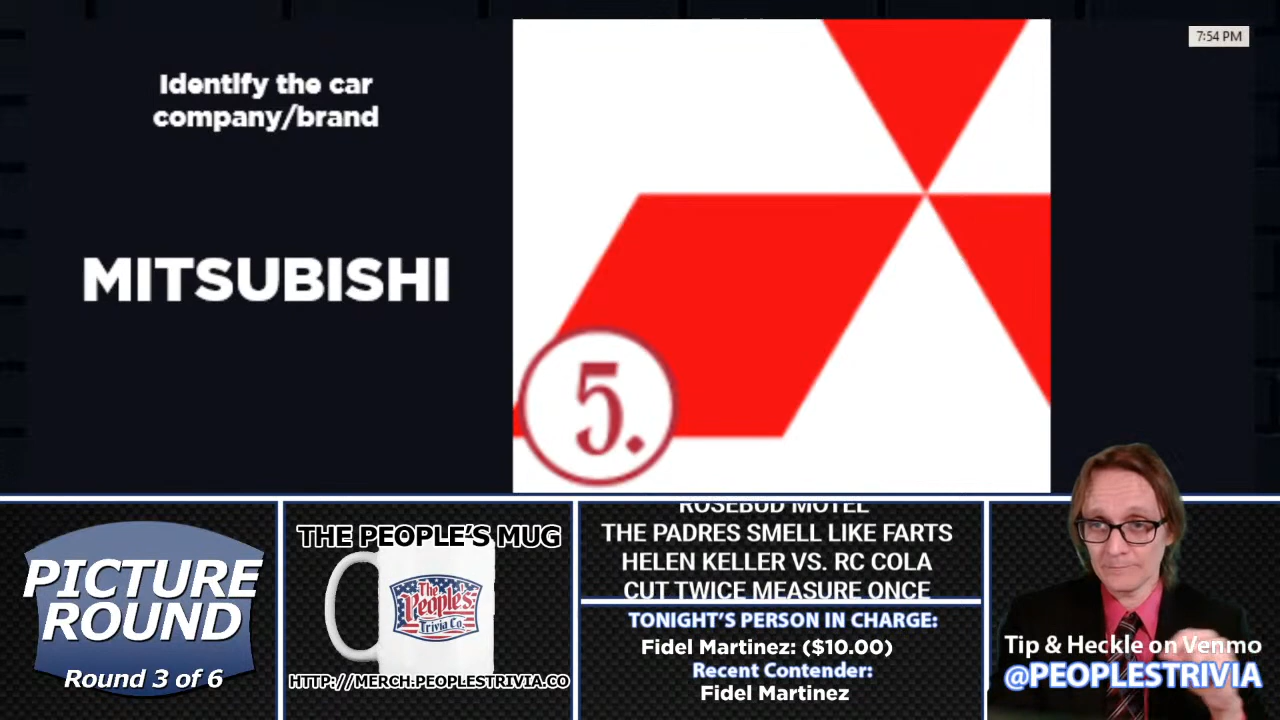 7:54 PM
Identify the car
company/brand
MITSUBISHI
5.
PICTURE
ROUND
Round 3 of 6
THE PEOPLE'S MUG
The
People's
Trivia Co.
HTTP://MERCH.PEOPLESTRIVIA.CO
ROSEBUD MOTEL
THE PADRES SMELL LIKE FARTS
HELEN KELLER VS. RC COLA
CUT TWICE MEASURE ONCE
TONIGHT'S PERSON IN CHARGE:
Fidel Martinez: ($10.00)
Recent Contender:
Fidel Martinez
Tip & Heckle on Venmo
@PEOPLESTRIVIA